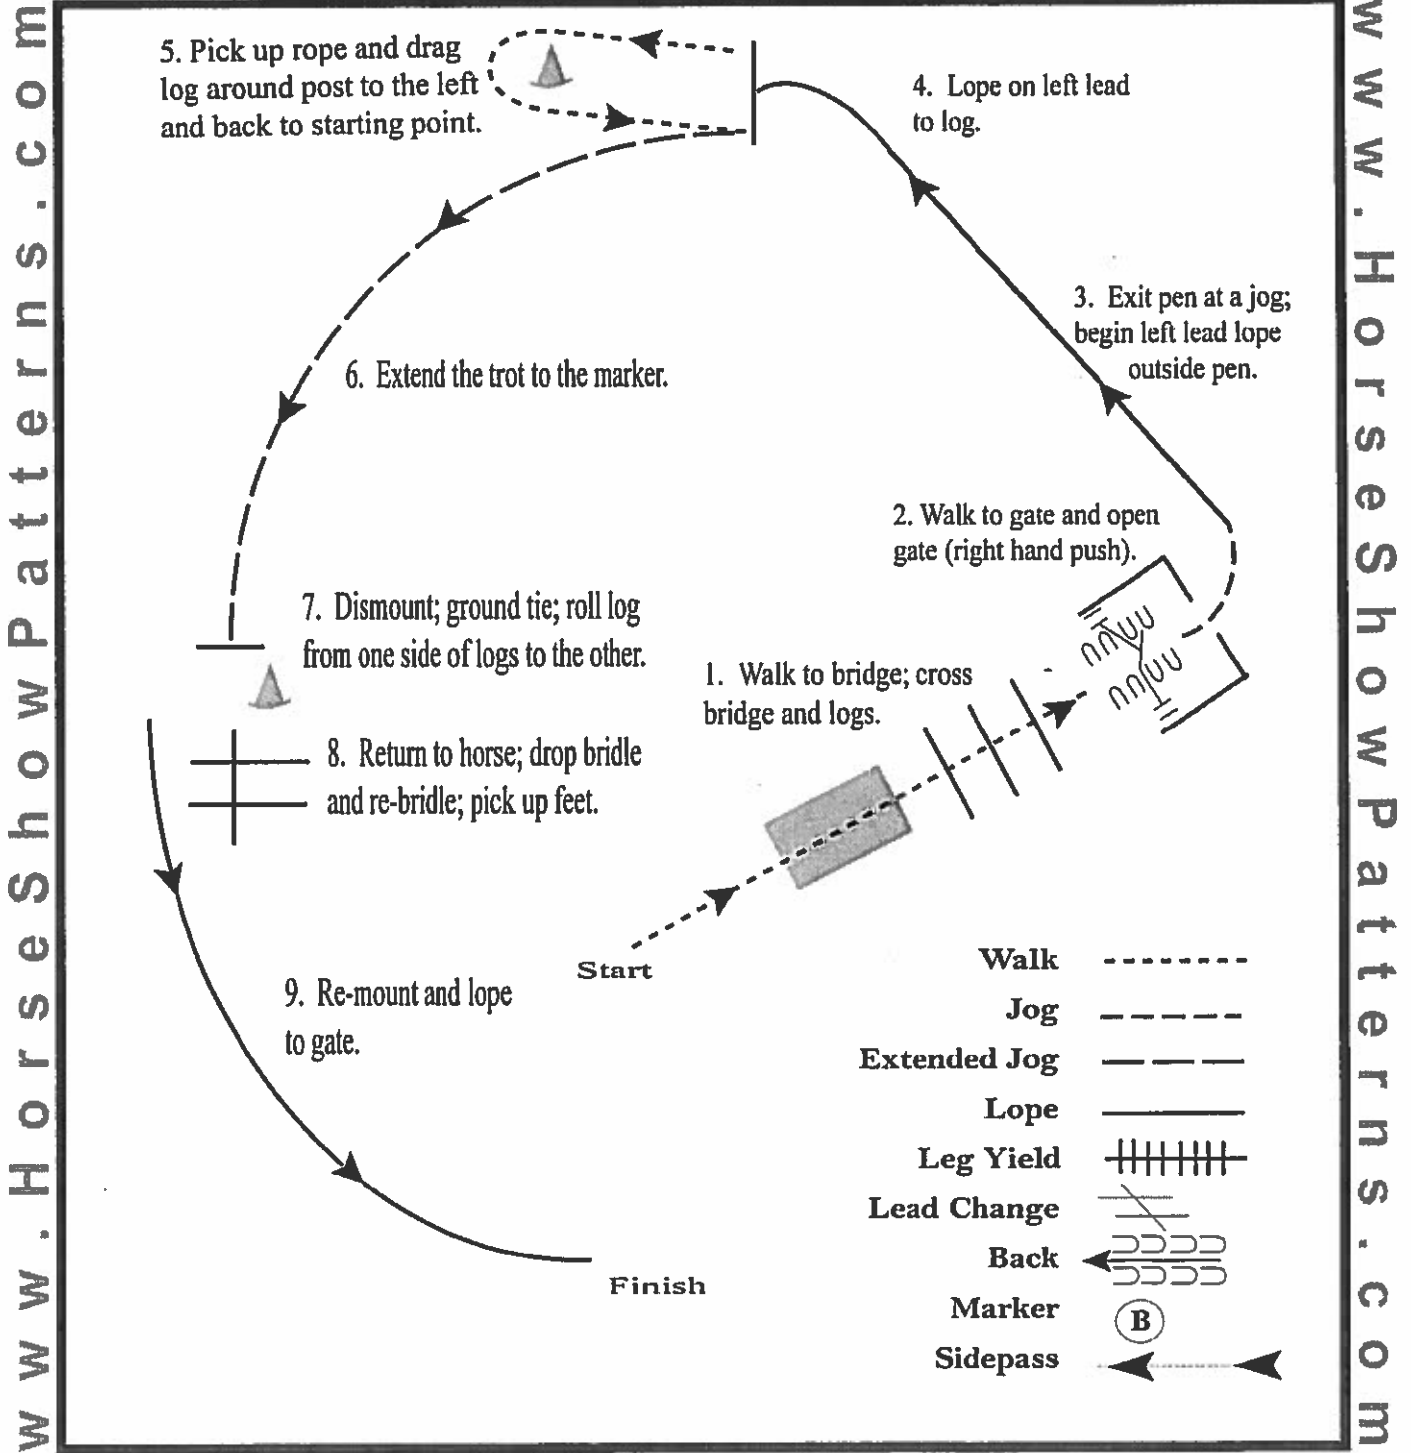 www.HorseShowPatterns.com
5. Pick up rope and drag
log around post to the left
and back to starting point.
4. Lope on left lead
to log.
3. Exit pen at a jog;
begin left lead lope
outside pen.
6. Extend the trot to the marker.
2. Walk to gate and open
gate (right hand push).
7. Dismount; ground tie; roll log
from one side of logs to the other.
1. Walk to bridge; cross
bridge and logs.
8. Return to horse; drop bridle
and re-bridle; pick up feet.
Start
9. Re-mount and lope
to gate.
Finish
Walk
Jog
Extended Jog
Lope
Leg Yield
Lead Change
Back
Marker
B
Sidepass
www.HorseShowPatterns.com